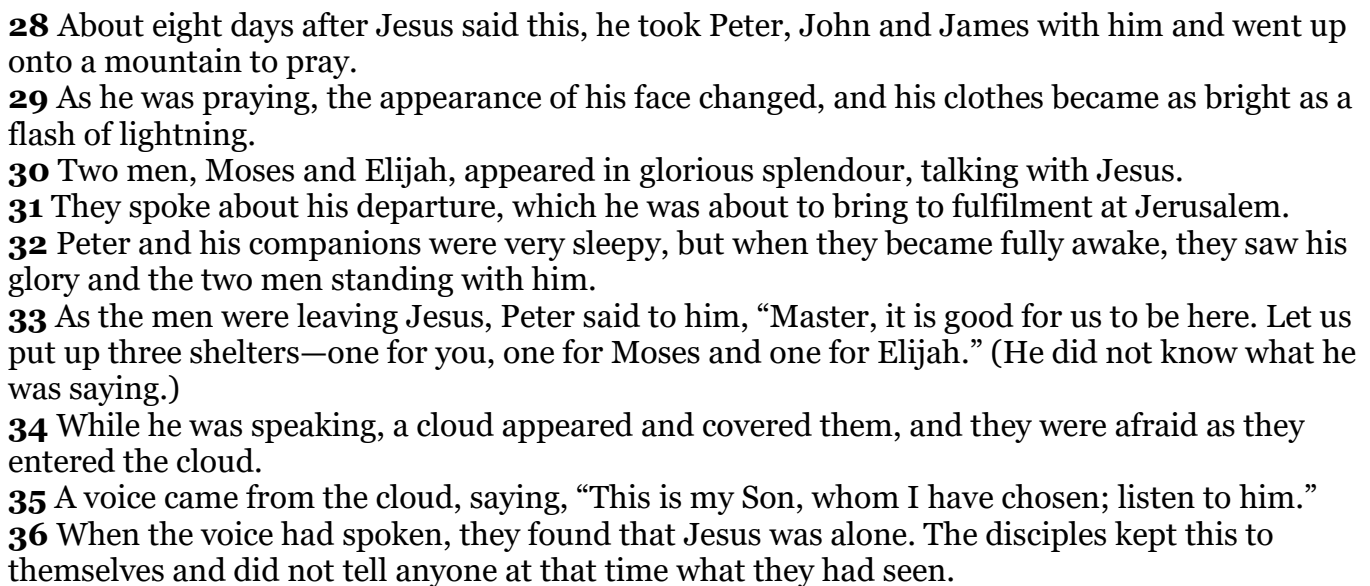 28 About eight days after Jesus said this, he took Peter, John and James with him and went up
onto a mountain to pray.
29 As he was praying, the appearance of his face changed, and his clothes became as bright as a
flash of lightning.
30 Two men, Moses and Elijah, appeared in glorious splendour, talking with Jesus.
31 They spoke about his departure, which he was about to bring to fulfilment at Jerusalem.
32 Peter and his companions were very sleepy, but when they became fully awake, they saw his
glory and the two men standing with him.
33 As the men were leaving Jesus, Peter said to him, “Master, it is good for us to be here. Let us
put up three shelters—one for you, one for Moses and one for Elijah.” (He did not know what he
was saying.)
34 While he was speaking, a cloud appeared and covered them, and they were afraid as they
entered the cloud.
35 A voice came from the cloud, saying, “This is my Son, whom I have chosen; listen to him.”
36 When the voice had spoken, they found that Jesus was alone. The disciples kept this to
themselves and did not tell anyone at that time what they had seen.